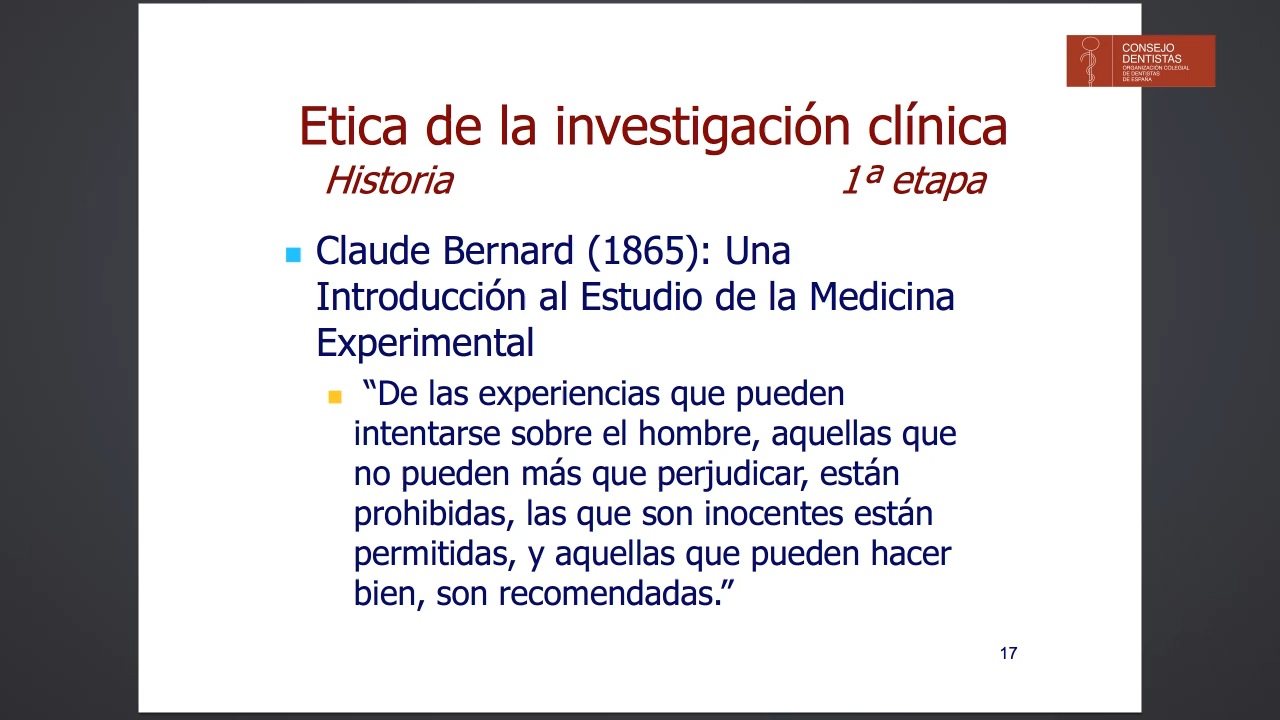 CONSEJO
DENTISTAS
ORGANIZACIÓN COLEGIAL
DE DENTISTAS
DE ESPAÑA
Etica de la investigación clínica
Historia 1ª etapa
Claude Bernard (1865): Una
Introducción al Estudio de la Medicina
Experimental
“De las experiencias que pueden
intentarse sobre el hombre, aquellas que
no pueden más que perjudicar, están
prohibidas, las que son inocentes están
permitidas, y aquellas que pueden hacer
bien, son recomendadas.”
17